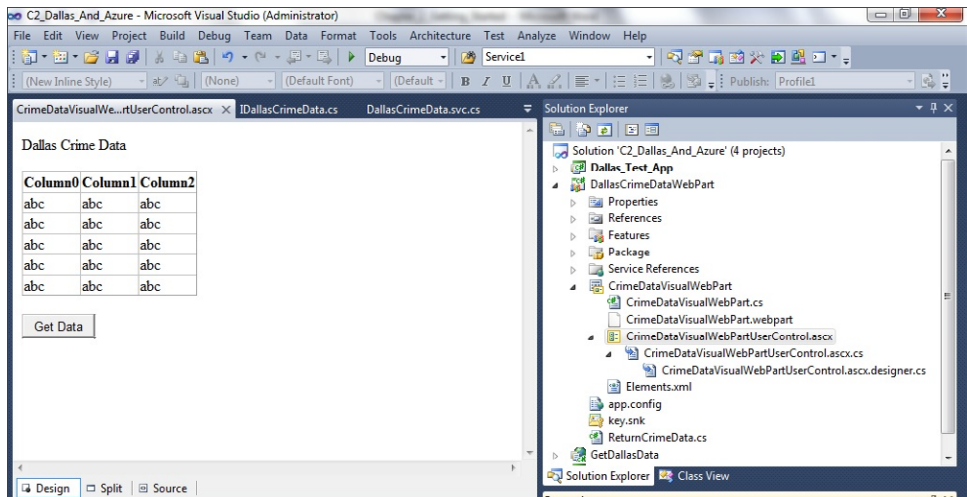 C2_Dallas_And_Azure - Microsoft Visual Studio (Administrator)
File Edit View Project Build Debug Team Data Format Tools Architecture Test Analyze Window Help
Debug Service1
(New Inline Style) (None) (Default Font) (Default B I U A Publish: Profile1
CrimeDataVisualWe...rtUserControl.ascx IDallasCrimeData.cs DallasCrimeData.svc.cs
Dallas Crime Data
Column0 Column1 Column2
abc abc abc
abc abc abc
abc abc abc
abc abc abc
abc abc abc
Get Data
Design Split Source
Solution Explorer
Solution 'C2_Dallas_And_Azure' (4 projects)
Dallas_Test_App
DallasCrimeDataWebPart
Properties
References
Features
Package
Service References
CrimeDataVisualWebPart
CrimeDataVisualWebPart.cs
CrimeDataVisualWebPart.webpart
CrimeDataVisualWebPartUserControl.ascx
CrimeDataVisualWebPartUserControl.ascx.cs
CrimeDataVisualWebPartUserControl.ascx.designer.cs
Elements.xml
app.config
key.snk
ReturnCrimeData.cs
GetDallasData
Solution Explorer Class View